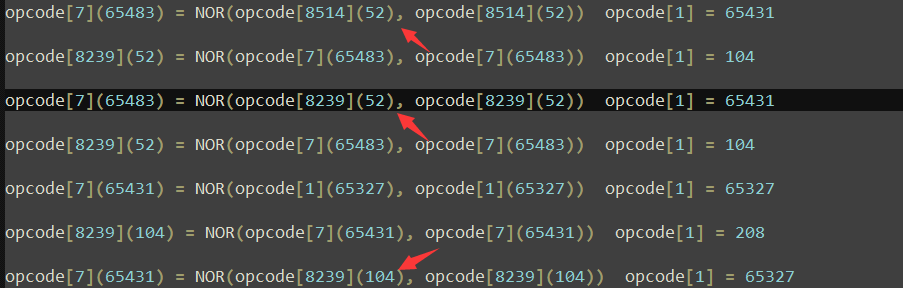 opcode[7](65483) = NOR(opcode[8514](52), opcode[8514](52))  opcode[1] = 65431
opcode[8239](52) = NOR(opcode[7](65483), opcode[7](65483))  opcode[1] = 104
opcode[7](65483) = NOR(opcode[8239](52), opcode[8239](52))  opcode[1] = 65431
opcode[8239](52) = NOR(opcode[7](65483), opcode[7](65483))  opcode[1] = 104
opcode[7](65431) = NOR(opcode[1](65327), opcode[1](65327))  opcode[1] = 65327
opcode[8239](104) = NOR(opcode[7](65431), opcode[7](65431))  opcode[1] = 208
opcode[7](65431) = NOR(opcode[8239](104), opcode[8239](104))  opcode[1] = 65327